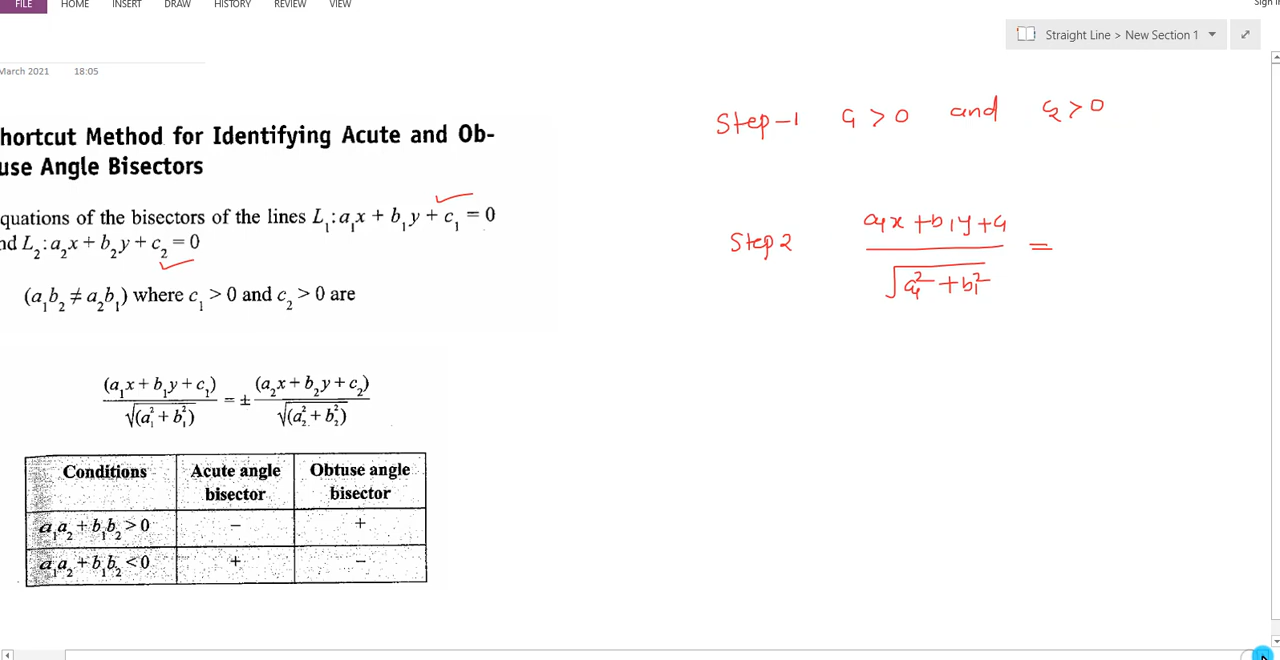 FILE HOME INSERT DRAW HISTORY REVIEW VIEW
Sign i
Straight Line > New Section 1
March 2021 18:05
hortcut Method for Identifying Acute and Ob-
use Angle Bisectors
quations of the bisectors of the lines L₁: a₁x + b₁y + c₁ = 0
nd L₂: a₂x + b₂y + c₂ = 0
(a₁b₂ ≠ a₂b₁) where c₁ > 0 and c₂ > 0 are
(a₁x + b₁y + c₁) / √(a₁² + b₁²) = ± (a₂x + b₂y + c₂) / √(a₂² + b₂²)
Conditions Acute angle bisector Obtuse angle bisector
a₁a₂ + b₁b₂ > 0 − +
a₁a₂ + b₁b₂ < 0 + −
Step-1 c₁ > 0 and c₂ > 0
Step 2 a₁x + b₁y + c₁ / √a₁² + b₁² =